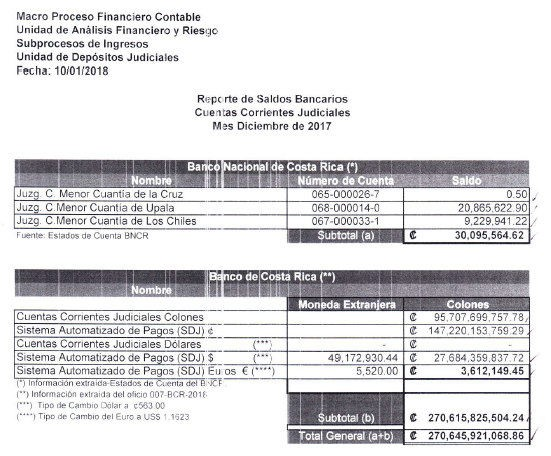 Macro Proceso Financiero Contable
Unidad de Análisis Financiero y Riesgo
Subprocesos de Ingresos
Unidad de Depósitos Judiciales
Fecha: 10/01/2018
Reporte de Saldos Bancarios
Cuentas Corrientes Judiciales
Mes Diciembre de 2017
Banco Nacional de Costa Rica (*)
Nombre Número de Cuenta Saldo
Juzg. C. Menor Cuantía de la Cruz 065-000026-7 0.50
Juzg. C.Menor Cuantía de Upala 068-000014-0 20,865,622.90
Juzg. C.Menor Cuantía de Los Chiles 067-000033-1 9,229,941.22
Fuente: Estados de Cuenta BNCR Subtotal (a) ₡ 30,095,564.62
Banco de Costa Rica (**)
Nombre
Moneda Extranjera Colones
Cuentas Corrientes Judiciales Colones ₡ 95,707,699,757.78
Sistema Automatizado de Pagos (SDJ) ¢ ₡ 147,220,153,759.29
Cuentas Corrientes Judiciales Dólares (***) - ₡ -
Sistema Automatizado de Pagos (SDJ) $ (***) 49,172,930.44 ₡ 27,684,359,837.72
Sistema Automatizado de Pagos (SDJ) Euros € (****) 5,520.00 ₡ 3,612,149.45
(*) Información extraída-Estados de Cuenta del BNCR
(**) Información extraída del oficio 007-BCR-2018
(***) Tipo de Cambio Dólar a ¢563.00
(****) Tipo de Cambio del Euro a US$ 1.1623
Subtotal (b) ₡ 270,615,825,504.24
Total General (a+b) ₡ 270,645,921,068.86